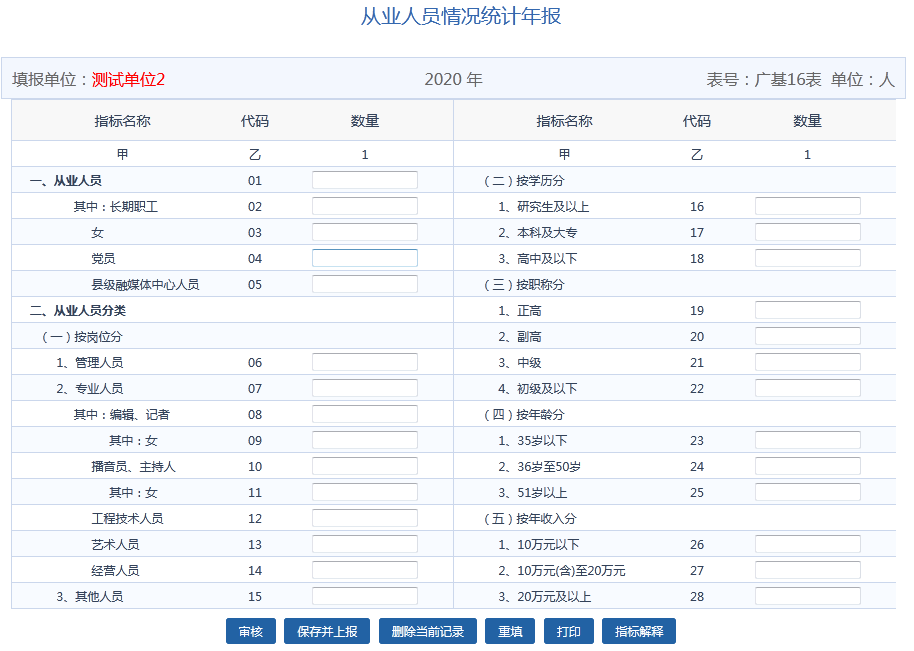 从业人员情况统计年报
填报单位：测试单位2 2020 年 表号：广基16表 单位：人
指标名称 代码 数量 指标名称 代码 数量
甲 乙 1 甲 乙 1
一、从业人员 01 （二）按学历分
其中：长期职工 02 1、研究生及以上 16
女 03 2、本科及大专 17
党员 04 3、高中及以下 18
县级融媒体中心人员 05 （三）按职称分
二、从业人员分类 1、正高 19
（一）按岗位分 2、副高 20
1、管理人员 06 3、中级 21
2、专业人员 07 4、初级及以下 22
其中：编辑、记者 08 （四）按年龄分
其中：女 09 1、35岁以下 23
播音员、主持人 10 2、36岁至50岁 24
其中：女 11 3、51岁以上 25
工程技术人员 12 （五）按年收入分
艺术人员 13 1、10万元以下 26
经营人员 14 2、10万元(含)至20万元 27
3、其他人员 15 3、20万元及以上 28
审核 保存并上报 删除当前记录 重填 打印 指标解释